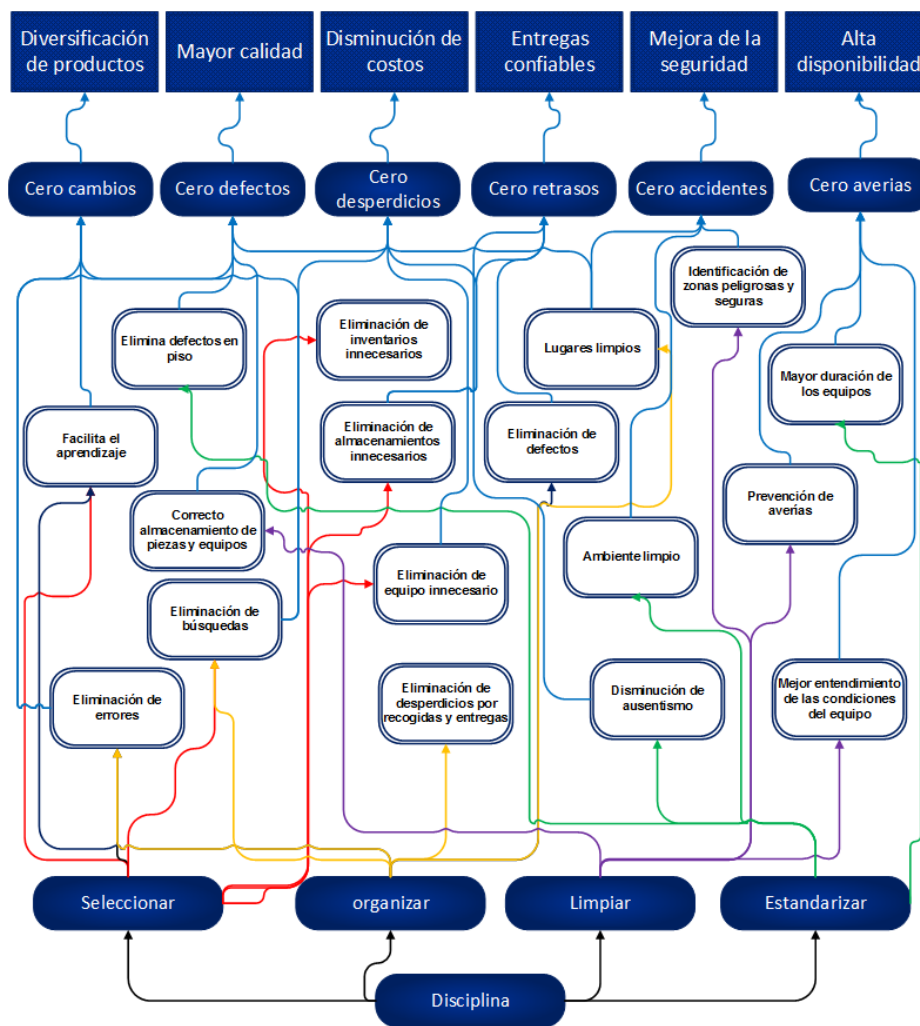 Diversificación
de productos
Mayor calidad
Disminución de
costos
Entregas
confiables
Mejora de la
seguridad
Alta
disponibilidad
Cero cambios
Cero defectos
Cero
desperdicios
Cero retrasos
Cero accidentes
Cero averias
Identificación de
zonas peligrosas y
seguras
Elimina defectos en
piso
Eliminación de
inventarios
innecesarios
Lugares limpios
Mayor duración de
los equipos
Facilita el
aprendizaje
Eliminación de
almacenamientos
innecesarios
Eliminación de
defectos
Correcto
almacenamiento de
piezas y equipos
Prevención de
averías
Ambiente limpio
Eliminación de
equipo innecesario
Eliminación de
búsquedas
Eliminación de
errores
Eliminación de
desperdicios por
recogidas y entregas
Disminución de
ausentismo
Mejor entendimiento
de las condiciones
del equipo
Seleccionar
organizar
Limpiar
Estandarizar
Disciplina